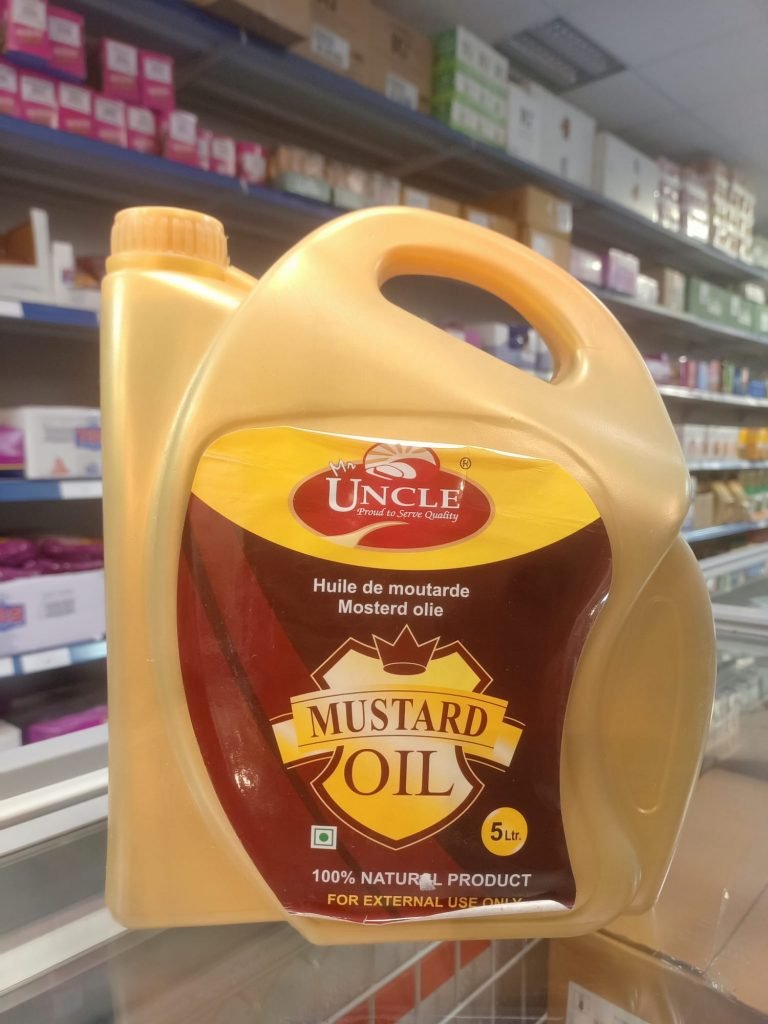 Mr
®
UNCLE
Proud to Serve Quality
Huile de moutarde
Mosterd olie
MUSTARD
OIL
5 Ltr.
100% NATURAL PRODUCT
FOR EXTERNAL USE ONLY